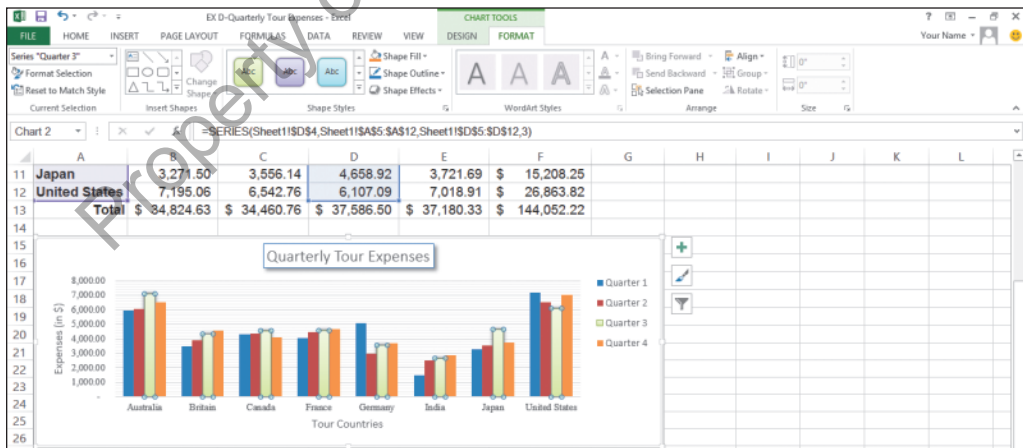 EX D-Quarterly Tour Expenses - Excel
CHART TOOLS
?
FILE HOME INSERT PAGE LAYOUT FORMULAS DATA REVIEW VIEW DESIGN FORMAT
Your Name
Series "Quarter 3"
Format Selection
Reset to Match Style
Current Selection
Change
Shape
Insert Shapes
Abc Abc Abc
Shape Fill
Shape Outline
Shape Effects
Shape Styles
A A A
A
A
A
WordArt Styles
Bring Forward
Send Backward
Selection Pane
Align
Group
Rotate
Arrange
0"
0"
Size
Chart 2
=SERIES(Sheet1!$D$4,Sheet1!$A$5:$A$12,Sheet1!$D$5:$D$12,3)
A B C D E F G H I J K L
11 Japan 3,271.50 3,556.14 4,658.92 3,721.69 $ 15,208.25
12 United States 7,195.06 6,542.76 6,107.09 7,018.91 $ 26,863.82
13 Total $ 34,824.63 $ 34,460.76 $ 37,586.50 $ 37,180.33 $ 144,052.22
14
15
16
17
18
19
20
21
22
23
24
25
26
Quarterly Tour Expenses
Expenses (in $)
8,000.00
7,000.00
6,000.00
5,000.00
4,000.00
3,000.00
2,000.00
1,000.00
-
Australia Britain Canada France Germany India Japan United States
Tour Countries
Quarter 1
Quarter 2
Quarter 3
Quarter 4
Property of